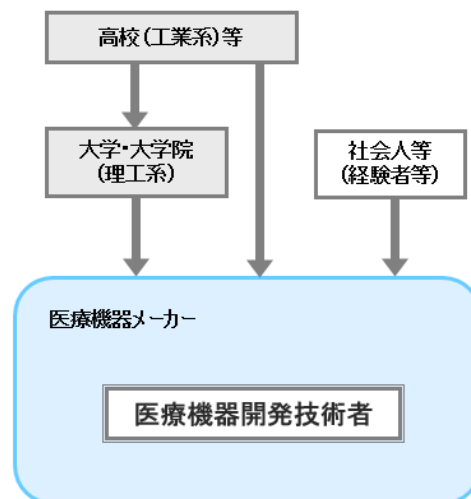 高校(工業系)等
大学・大学院
(理工系)
社会人等
(経験者等)
医療機器メーカー
医療機器開発技術者